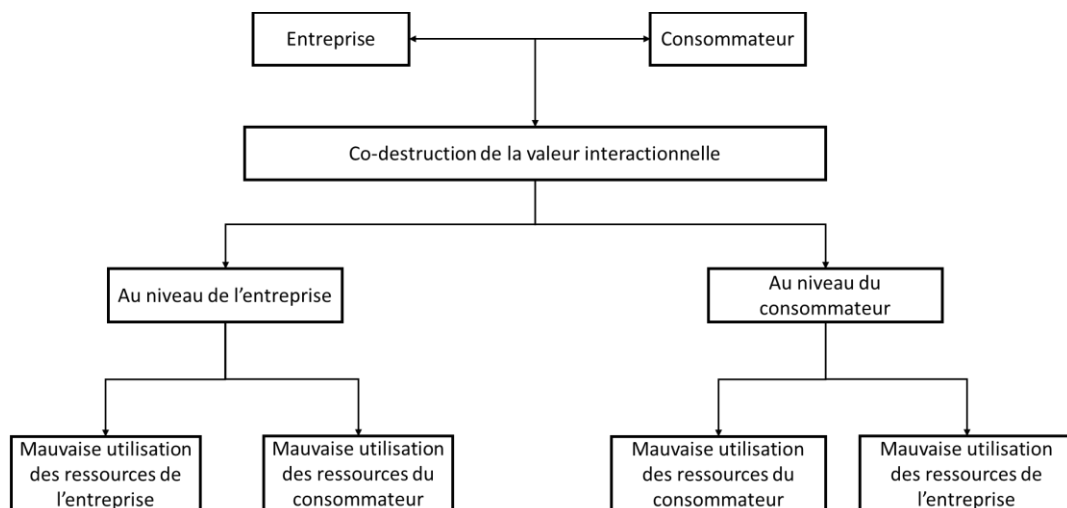 Entreprise
Consommateur
Co-destruction de la valeur interactionnelle
Au niveau de l’entreprise
Au niveau du
consommateur
Mauvaise utilisation
des ressources de
l’entreprise
Mauvaise utilisation
des ressources du
consommateur
Mauvaise utilisation
des ressources du
consommateur
Mauvaise utilisation
des ressources de
l’entreprise